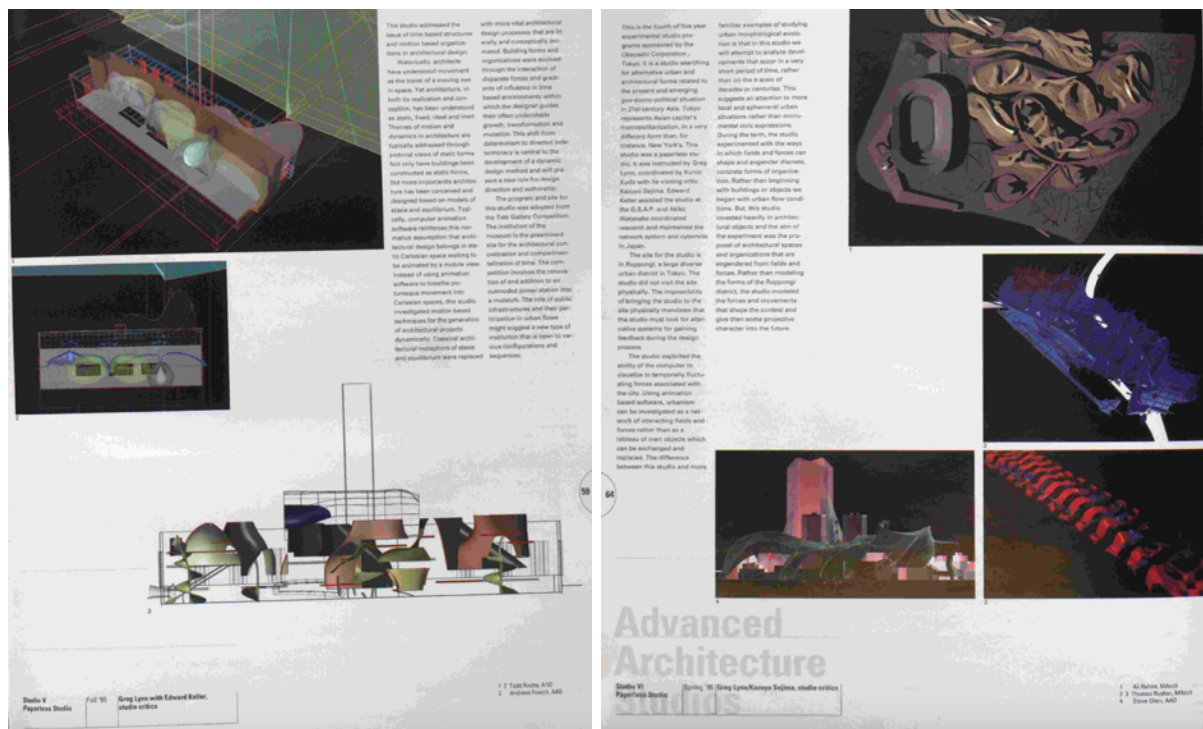 This studio addressed the
issue of time based structures
and motion based organiza-
tions in architectural design.
Historically, architects
have understood movement
as the travel of a moving eye
in space. Yet architecture, in
both its realization and con-
ception, has been understood
as static, fixed, ideal and inert.
Themes of motion and
dynamics in architecture are
typically addressed through
pictorial views of static forms.
Not only have buildings been
constructed as static forms,
but more importantly architec-
ture has been conceived and
designed based on models of
stasis and equilibrium. Typi-
cally, computer animation
software reinforces this nor-
mative assumption that archi-
tectural design belongs in sta-
tic Cartesian space waiting to
be animated by a mobile view.
Instead of using animation
software to breathe pic-
turesque movement into
Cartesian spaces, this studio
investigated motion based
techniques for the generation
of architectural projects
dynamically. Classical archi-
tectural metaphors of stasis
and equilibrium were replaced
with more vital architectural
design processes that are lit-
erally and conceptually ani-
mated. Building forms and
organizations were evolved
through the interaction of
disparate forces and gradi-
ents of influence in time
based environments within
which the designer guides
their often undecidable
growth, transformation and
mutation. This shift from
determinism to directed inde-
terminacy is central to the
development of a dynamic
design method and will
a new role for design
direction and authorship.
The program and site for
this studio was adopted from
the Tate Gallery Competition.
The institution of the
museum is the preeminent
site for the architectural con-
cretization and compartmen-
talization of time. The com-
petition involves the renova-
tion of and addition to an
outmoded power station into
a museum. The role of public
infrastructures and their par-
ticipation in urban flows
might suggest a new type of
institution that is open to var-
ious configurations and
sequences.
1
2
3
59
Studio V
Paperless Studio
Fall '95
Greg Lynn with Edward Keller,
studio critics
1 2 Todd Rouhe, AAD
3 Andreas Froech, AAD
This is the fourth of five year
experimental studio pro-
grams sponsored by the
Obayashi Corporation,
Tokyo. It is a studio searching
for alternative urban and
architectural forms related to
the present and emerging
geo-econo-political situation
in 21st-century Asia. Tokyo
represents Asian capital's
metropolitanization, in a very
different form than, for
instance, New York's. This
studio was a paperless stu-
dio. It was instructed by Greg
Lynn, coordinated by Kunio
Kudo with the visiting critic
Kazuyo Sejima. Edward
Keller assisted the studio at
the G.S.A.P. and Akiko
Watanabe coordinated
research and maintained the
network system and cybersite
in Japan.
The site for the studio is
in Roppongi, a large diverse
urban district in Tokyo. The
studio did not visit the site
physically. The impossibility
of bringing the studio to the
site physically mandates that
the studio must look for alter-
native systems for gaining
feedback during the design
process.
The studio exploited the
ability of the computer to
visualize to temporally fluctu-
ating forces associated with
the city. Using animation
based software, urbanism
can be investigated as a net-
work of interacting fields and
forces rather than as a
tableau of inert objects which
can be exchanged and
replaced. The difference
between this studio and more
familiar examples of studying
urban morphological evolu-
tion is that in this studio we
will attempt to analyze devel-
opments that occur in a very
short period of time, rather
than on the scale of
decades or centuries. This
suggests an attention to more
local and ephemeral urban
situations rather than monu-
mental civic expressions.
During the term, the studio
experimented with the ways
in which fields and forces can
shape and engender discrete,
concrete forms of organiza-
tion. Rather than beginning
with buildings or objects we
began with urban flow condi-
tions. But, this studio
invested heavily in architec-
tural objects and the aim of
the experiment was the pro-
posal of architectural spaces
and organizations that are
engendered from fields and
forces. Rather than modeling
the forms of the Roppongi
district, the studio modeled
the forces and movements
that shape the context and
give them some projective
character into the future.
1
2
3
4
64
Advanced
Architecture
Studios
Studio VI
Paperless Studio
Spring '96
Greg Lynn/Kazuyo Sejima, studio critics
1 Ali Rahim, MArch
2 3 Thomas MArch
4 Steve Chen, AAD